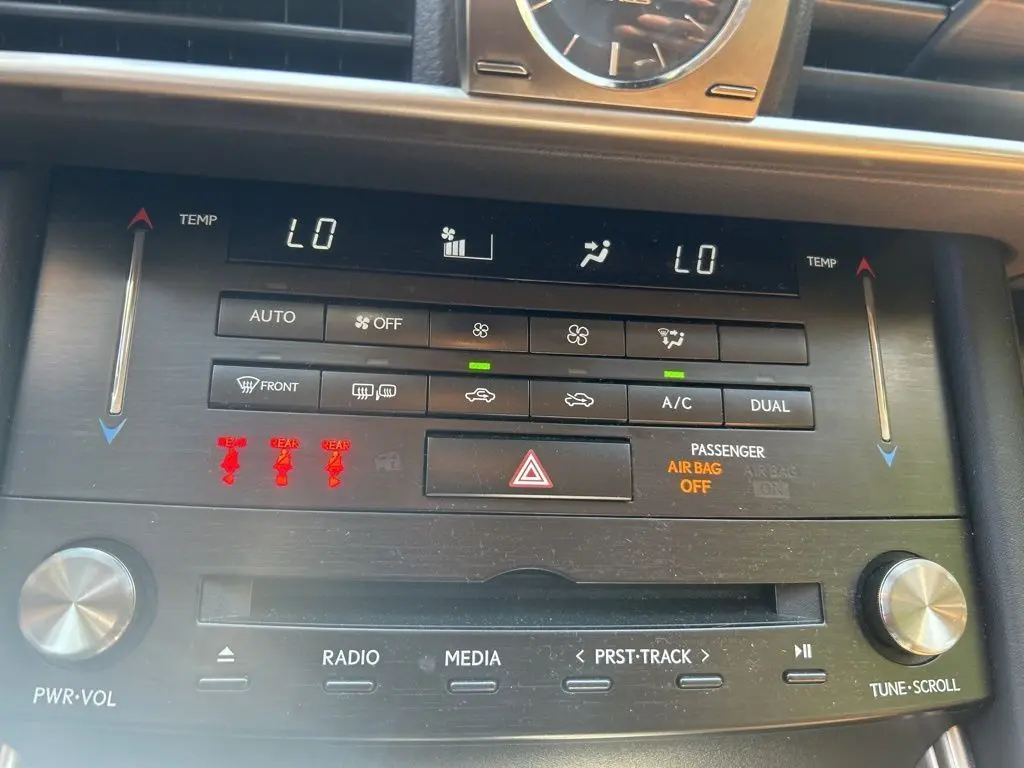 TEMP LO LO TEMP
AUTO OFF
FRONT A/C DUAL
REAR REAR REAR
PASSENGER
AIR BAG AIR BAG
OFF ON
RADIO MEDIA < PRST·TRACK >
PWR·VOL TUNE·SCROLL